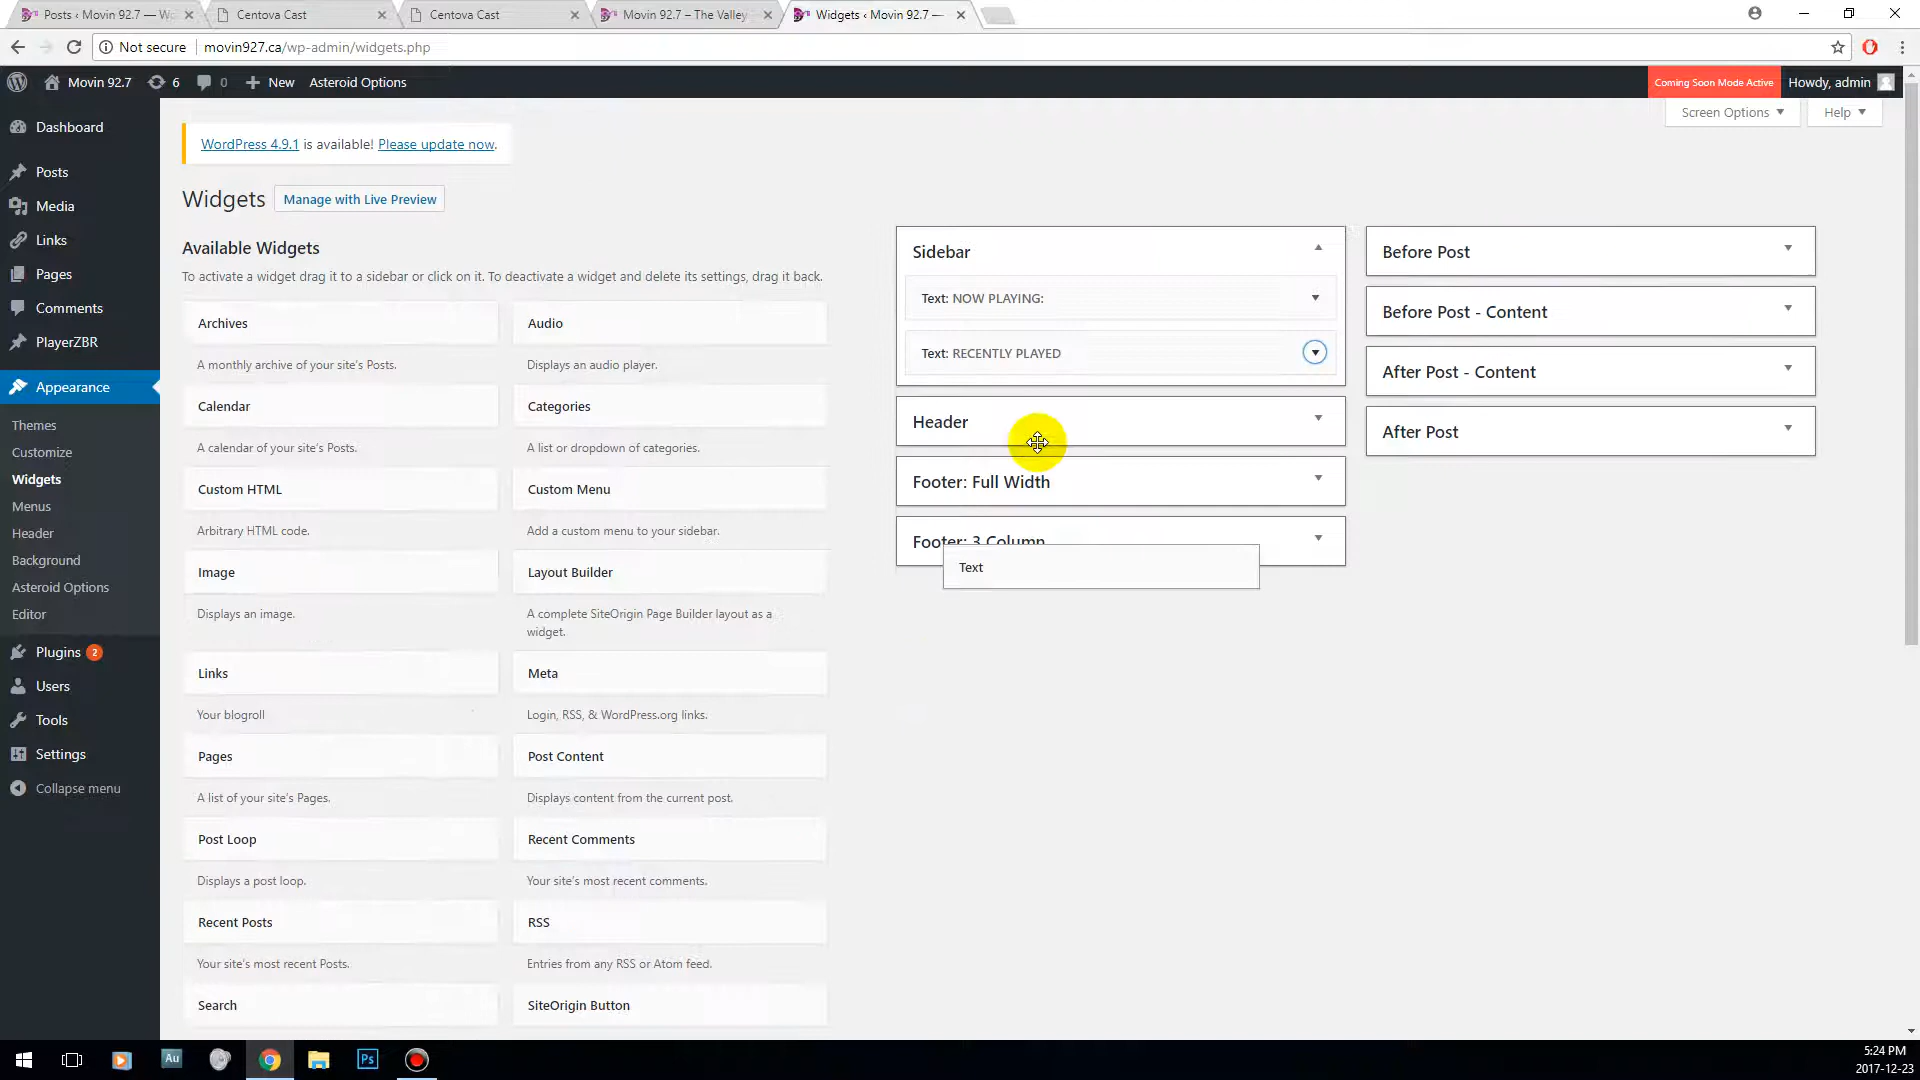 Posts ‹ Movin 92.7 — W
Centova Cast
Centova Cast
Movin 92.7 – The Valley
Widgets ‹ Movin 92.7 —
Not secure
movin927.ca/wp-admin/widgets.php
Movin 92.7
6
0
New
Asteroid Options
Coming Soon Mode Active
Howdy, admin
Screen Options
Help
Dashboard
Posts
Media
Links
Pages
Comments
PlayerZBR
Appearance
Themes
Customize
Widgets
Menus
Header
Background
Asteroid Options
Editor
Plugins 2
Users
Tools
Settings
Collapse menu
WordPress 4.9.1 is available! Please update now.
Widgets
Manage with Live Preview
Available Widgets
To activate a widget drag it to a sidebar or click on it. To deactivate a widget and delete its settings, drag it back.
Archives
A monthly archive of your site's Posts.
Audio
Displays an audio player.
Calendar
A calendar of your site's Posts.
Categories
A list or dropdown of categories.
Custom HTML
Arbitrary HTML code.
Custom Menu
Add a custom menu to your sidebar.
Image
Displays an image.
Layout Builder
A complete SiteOrigin Page Builder layout as a
widget.
Links
Your blogroll
Meta
Login, RSS, & WordPress.org links.
Pages
A list of your site's Pages.
Post Content
Displays content from the current post.
Post Loop
Displays a post loop.
Recent Comments
Your site's most recent comments.
Recent Posts
Your site's most recent Posts.
RSS
Entries from any RSS or Atom feed.
Search
SiteOrigin Button
Sidebar
Text: NOW PLAYING:
Text: RECENTLY PLAYED
Header
Footer: Full Width
Footer: 3 Column
Text
Before Post
Before Post - Content
After Post - Content
After Post
Au
Ps
5:24 PM
2017-12-23